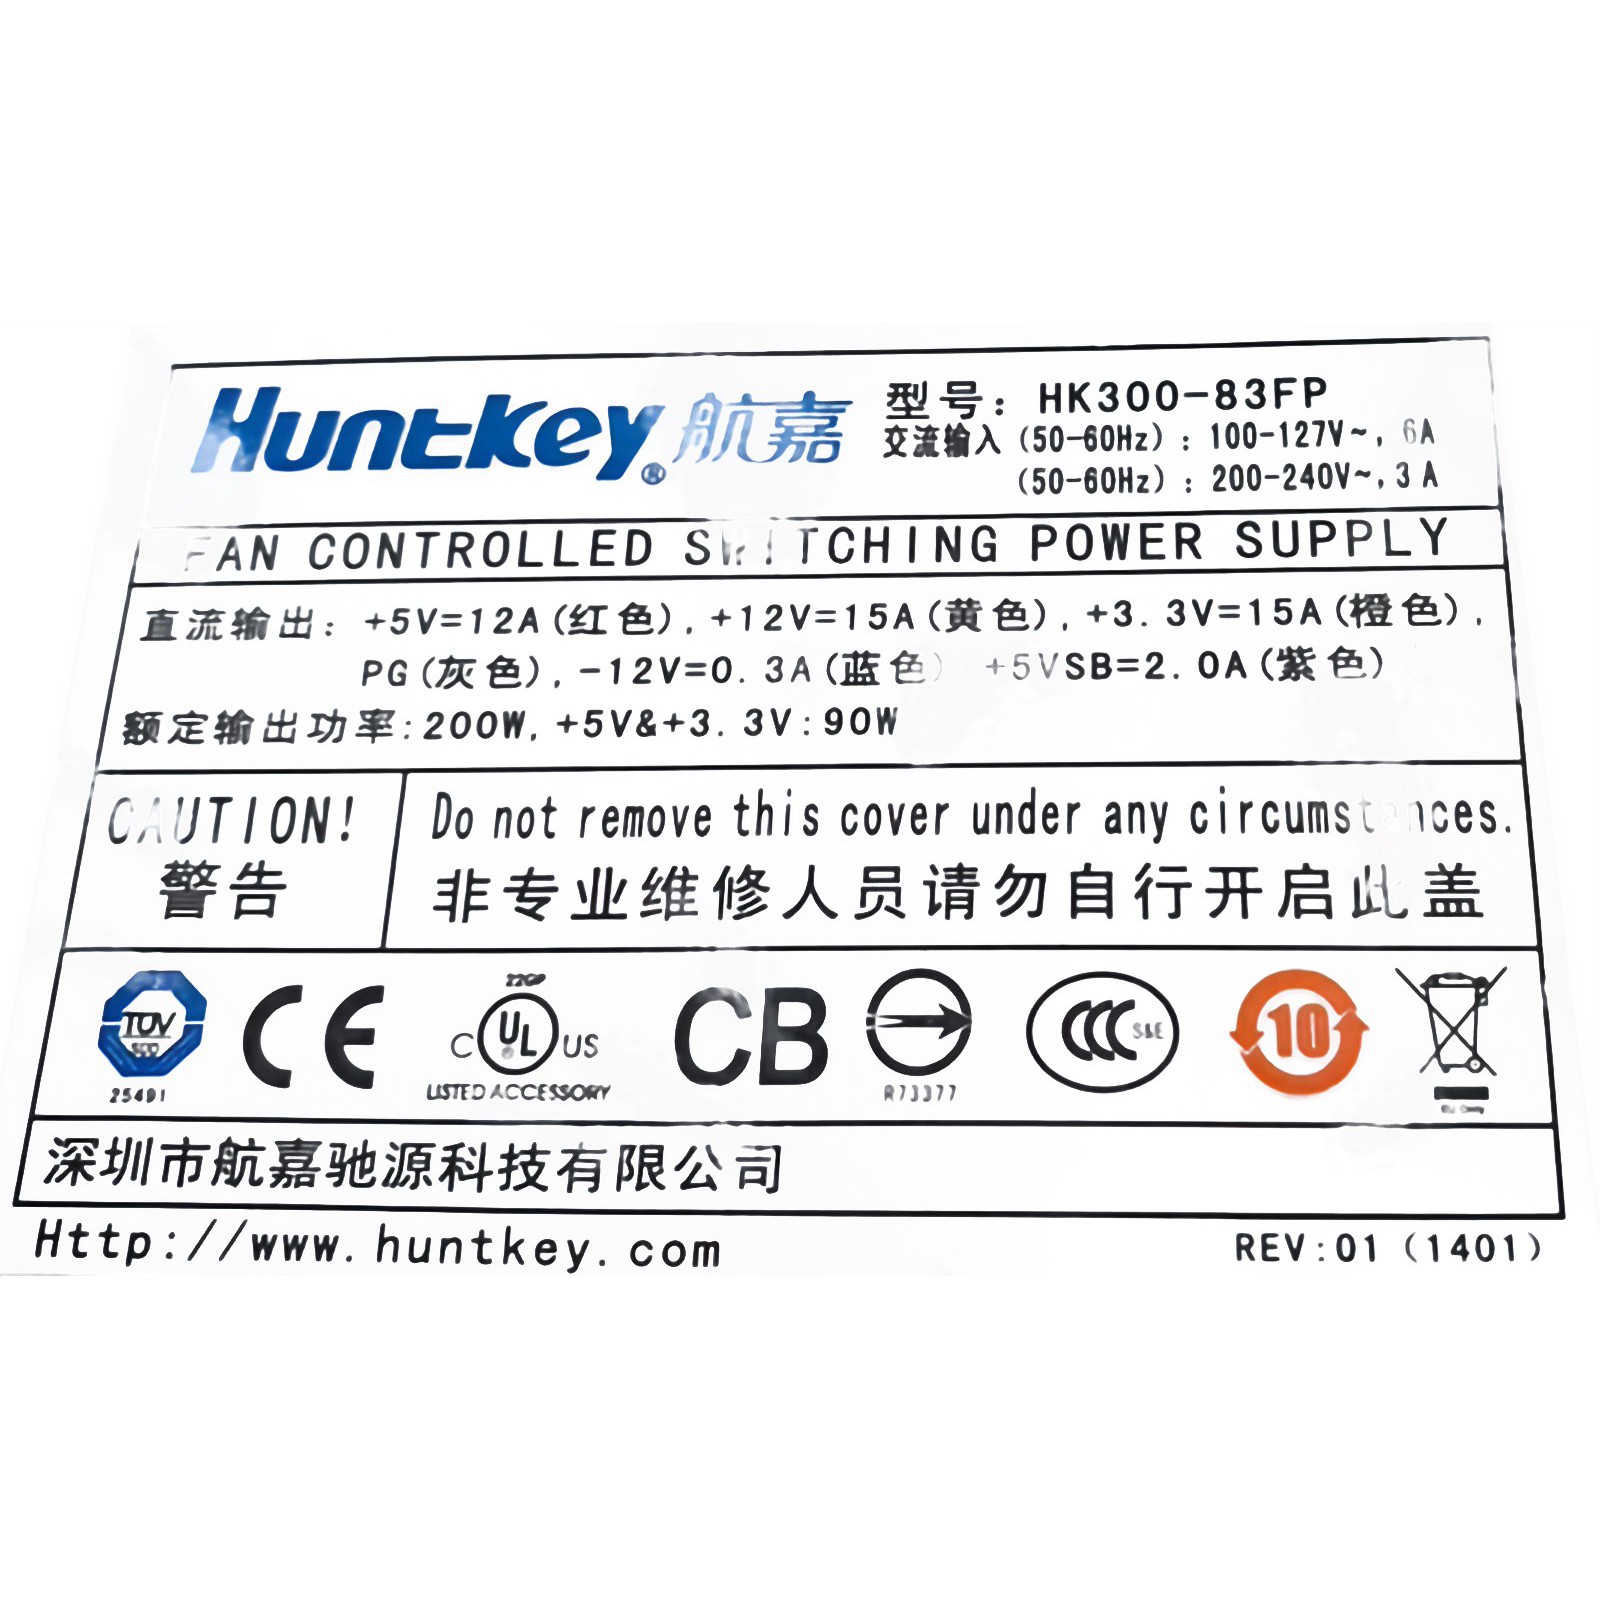 Huntkey® 航嘉
型号: HK300-83FP
交流输入 (50-60Hz) : 100-127V~, 6A
(50-60Hz) : 200-240V~, 3A
FAN CONTROLLED SWITCHING POWER SUPPLY
直流输出: +5V=12A(红色), +12V=15A(黄色), +3.3V=15A(橙色),
PG(灰色), -12V=0.3A(蓝色) +5VSB=2.0A(紫色)
额定输出功率:200W, +5V&+3.3V:90W
CAUTION!
警告
Do not remove this cover under any circumstances.
非专业维修人员请勿自行开启此盖
TUV
25491
CE
C UL US
LISTED ACCESSORY
CB
R73377
CCC S&E
10
深圳市航嘉驰源科技有限公司
Http://www.huntkey.com
REV:01 (1401)